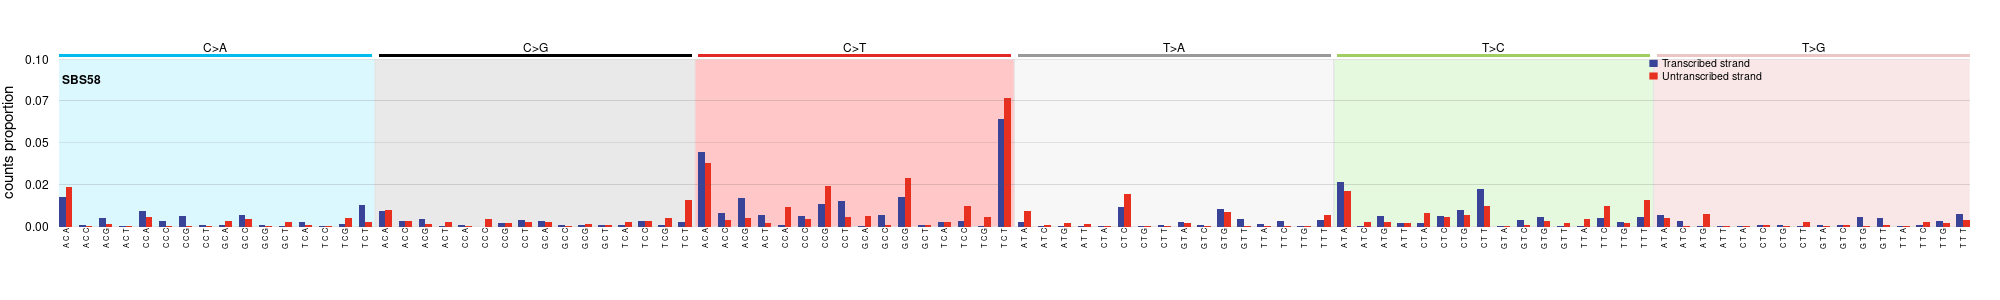 C>A C>G C>T T>A T>C T>G
0.10
SBS58
Transcribed strand
Untranscribed strand
0.07
0.05
0.02
0.00
counts proportion
ACA ACC ACG ACT CCA CCC CCG CCT GCA GCC GCG GCT TCA TCC TCG TCT ACA ACC ACG ACT CCA CCC CCG CCT GCA GCC GCG GCT TCA TCC TCG TCT ACA ACC ACG ACT CCA CCC CCG CCT GCA GCC GCG GCT TCA TCC TCG TCT ATA ATC ATG ATT CTA CTC CTG CTT GTA GTC GTG GTT TTA TTC TTG TTT ATA ATC ATG ATT CTA CTC CTG CTT GTA GTC GTG GTT TTA TTC TTG TTT ATA ATC ATG ATT CTA CTC CTG CTT GTA GTC GTG GTT TTA TTC TTG TTT